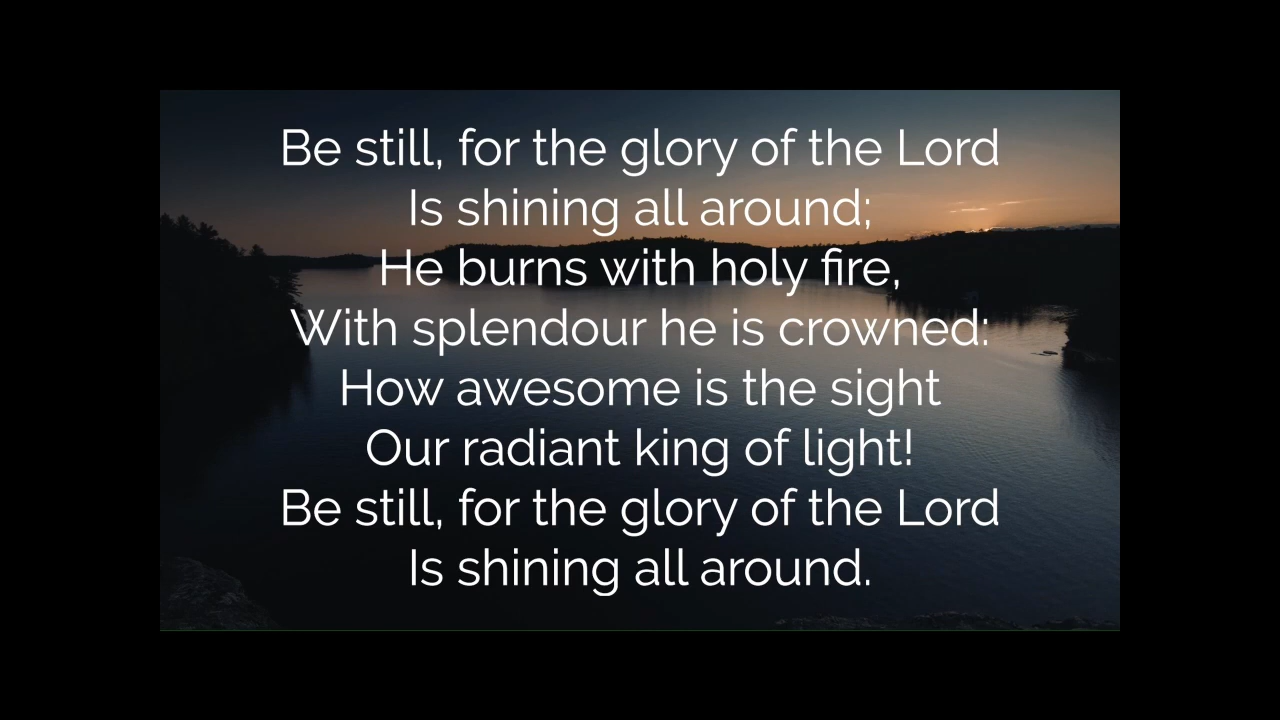 Be still, for the glory of the Lord
Is shining all around;
He burns with holy fire,
With splendour he is crowned:
How awesome is the sight
Our radiant king of light!
Be still, for the glory of the Lord
Is shining all around.